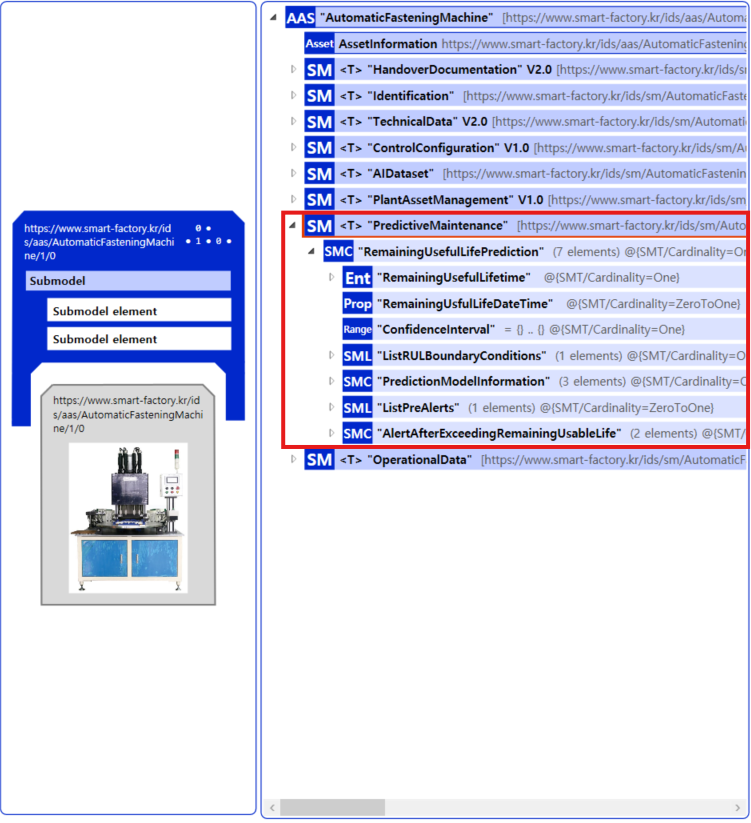 https://www.smart-factory.kr/id
s/aas/AutomaticFasteningMachi
ne/1/0
0
1 0
Submodel
Submodel element
Submodel element
https://www.smart-factory.kr/id
s/aas/AutomaticFasteningMachi
ne/1/0
AAS "AutomaticFasteningMachine" [https://www.smart-factory.kr/ids/aas/Automa
Asset AssetInformation https://www.smart-factory.kr/ids/aas/AutomaticFastening
SM <T> "HandoverDocumentation" V2.0 [https://www.smart-factory.kr/ids/s
SM <T> "Identification" [https://www.smart-factory.kr/ids/sm/AutomaticFaste
SM <T> "TechnicalData" V2.0 [https://www.smart-factory.kr/ids/sm/Automati
SM <T> "ControlConfiguration" V1.0 [https://www.smart-factory.kr/ids/sm/A
SM <T> "AIDataset" [https://www.smart-factory.kr/ids/sm/AutomaticFastenin
SM <T> "PlantAssetManagement" V1.0 [https://www.smart-factory.kr/ids/sm
SM <T> "PredictiveMaintenance" [https://www.smart-factory.kr/ids/sm/Auto
SMC "RemainingUsefulLifePrediction" (7 elements) @{SMT/Cardinality=On
Ent "RemainingUsefulLifetime" @{SMT/Cardinality=One}
Prop "RemainingUsfulLifeDateTime" @{SMT/Cardinality=ZeroToOne}
Range "ConfidenceInterval" = {} .. {} @{SMT/Cardinality=One}
SML "ListRULBoundaryConditions" (1 elements) @{SMT/Cardinality=O
SMC "PredictionModelInformation" (3 elements) @{SMT/Cardinality=O
SML "ListPreAlerts" (1 elements) @{SMT/Cardinality=ZeroToOne}
SMC "AlertAfterExceedingRemainingUsableLife" (2 elements) @{SMT/
SM <T> "OperationalData" [https://www.smart-factory.kr/ids/sm/AutomaticF